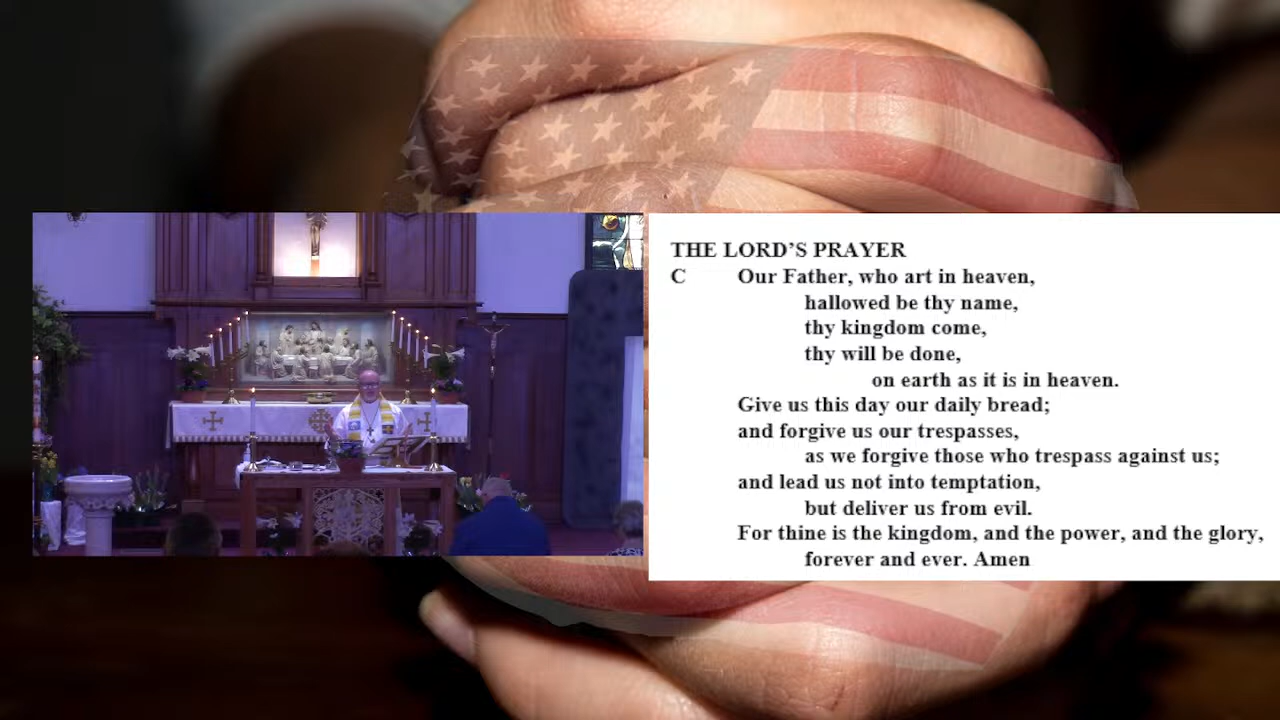 THE LORD’S PRAYER
C Our Father, who art in heaven,
hallowed be thy name,
thy kingdom come,
thy will be done,
on earth as it is in heaven.
Give us this day our daily bread;
and forgive us our trespasses,
as we forgive those who trespass against us;
and lead us not into temptation,
but deliver us from evil.
For thine is the kingdom, and the power, and the glory,
forever and ever. Amen